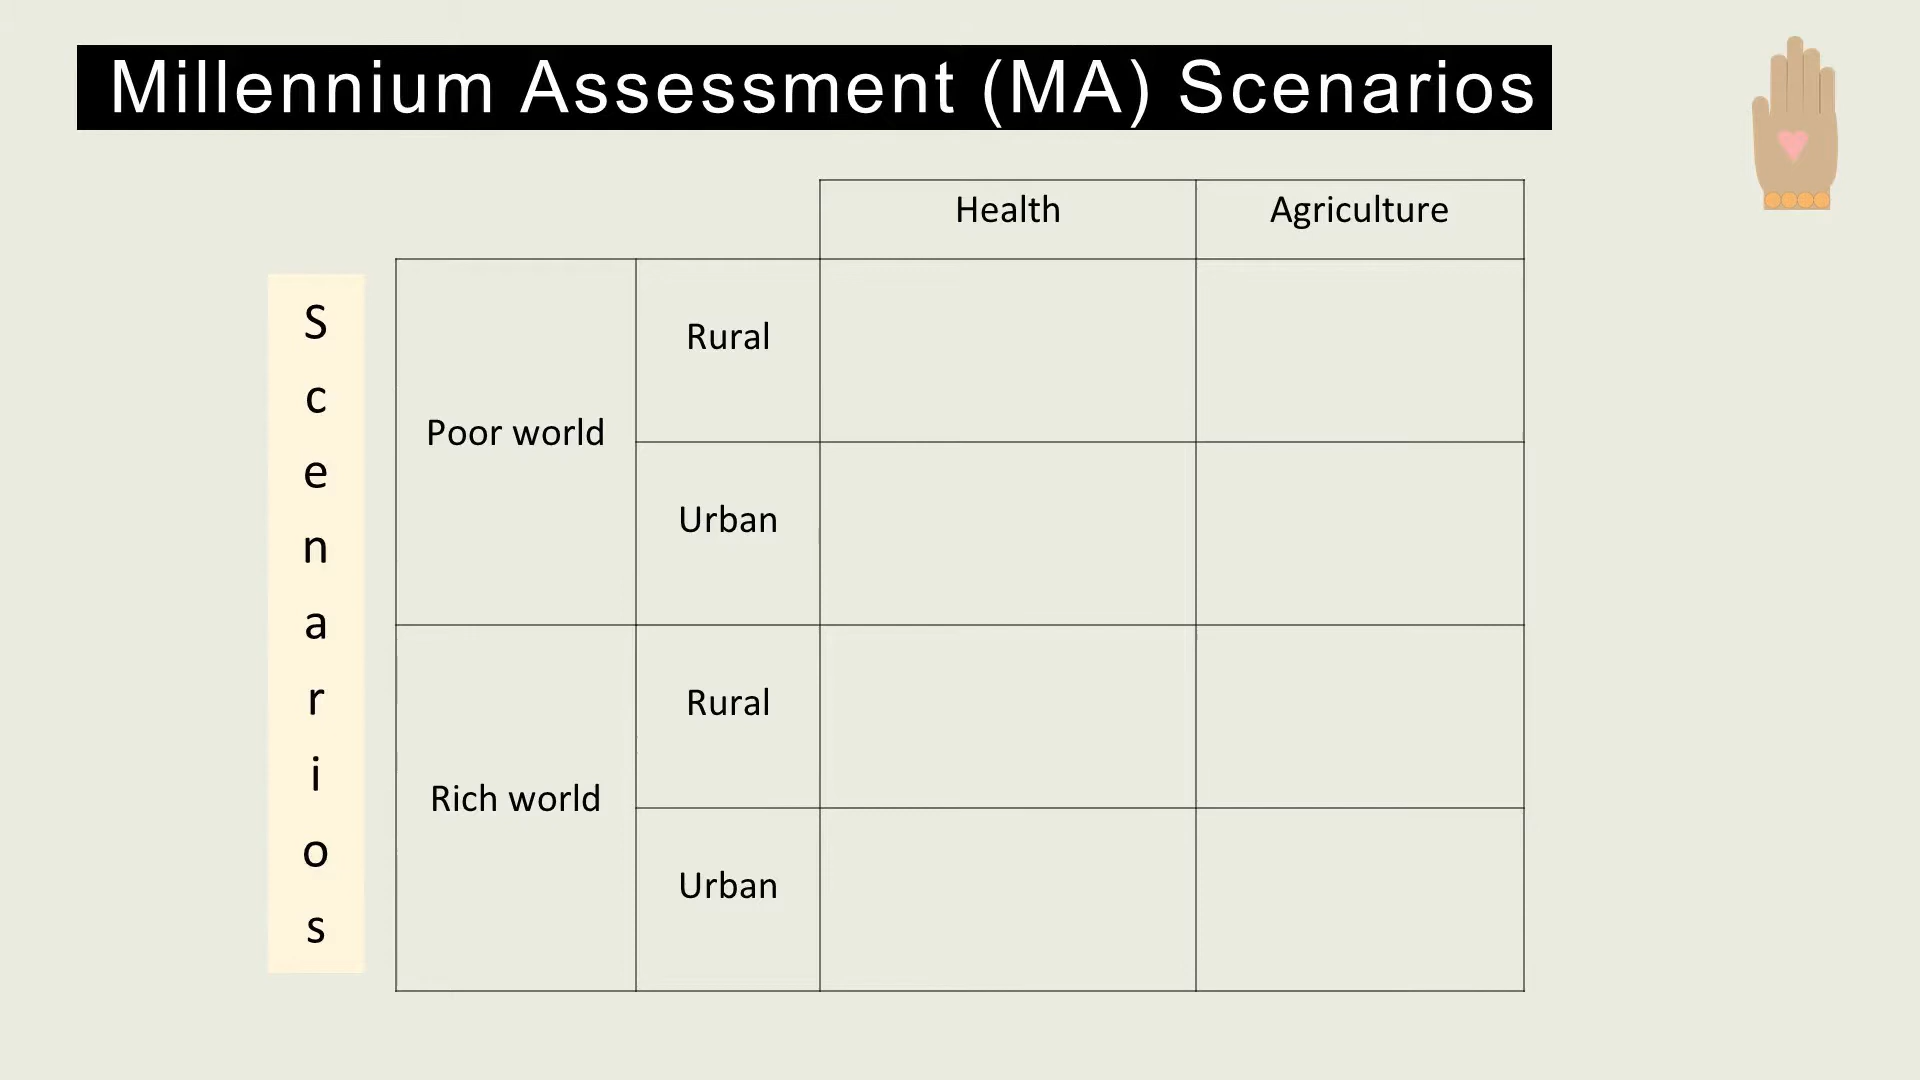 Millennium Assessment (MA) Scenarios
Health
Agriculture
S
c
e
n
a
r
i
o
s
Poor world
Rural
Urban
Rich world
Rural
Urban